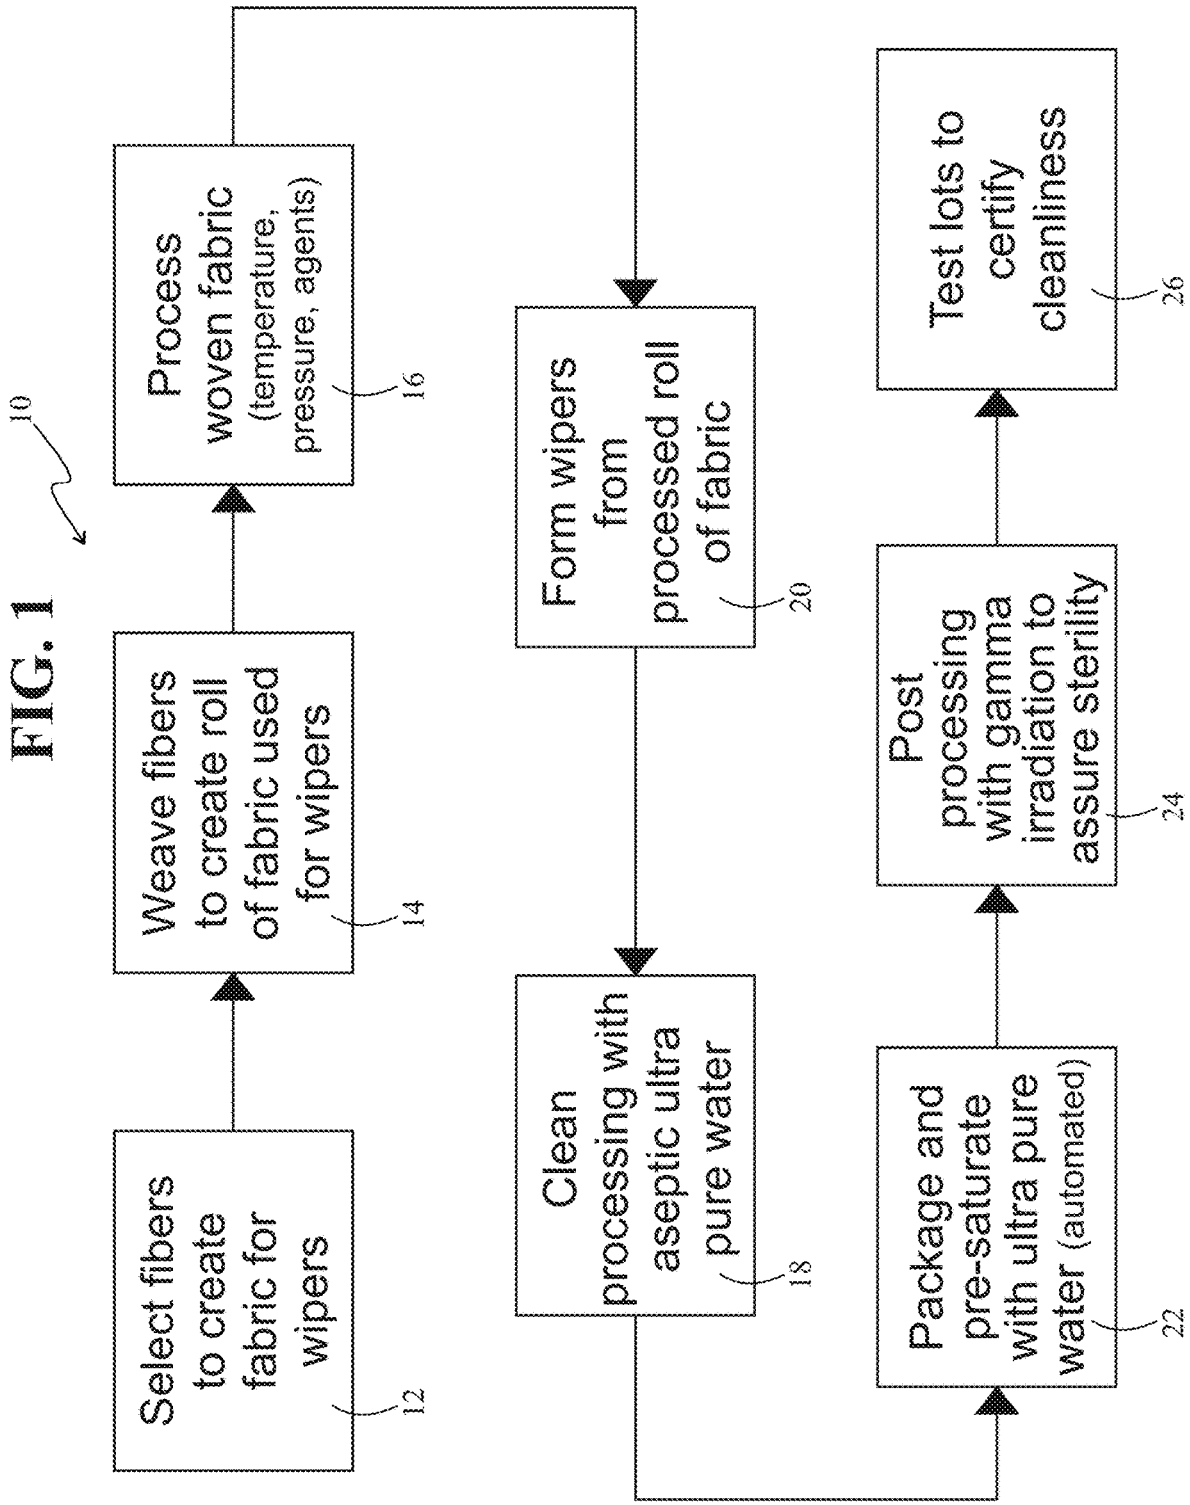 FIG. 1
10
Select fibers
to create
fabric for
wipers
12
Weave fibers
to create roll
of fabric used
for wipers
14
Process
woven fabric
(temperature,
pressure, agents)
16
Form wipers
from
processed roll
of fabric
20
Clean
processing with
aseptic ultra
pure water
18
Package and
pre-saturate
with ultra pure
water (automated)
22
Post
processing
with gamma
irradiation to
assure sterility
24
Test lots to
certify
cleanliness
26